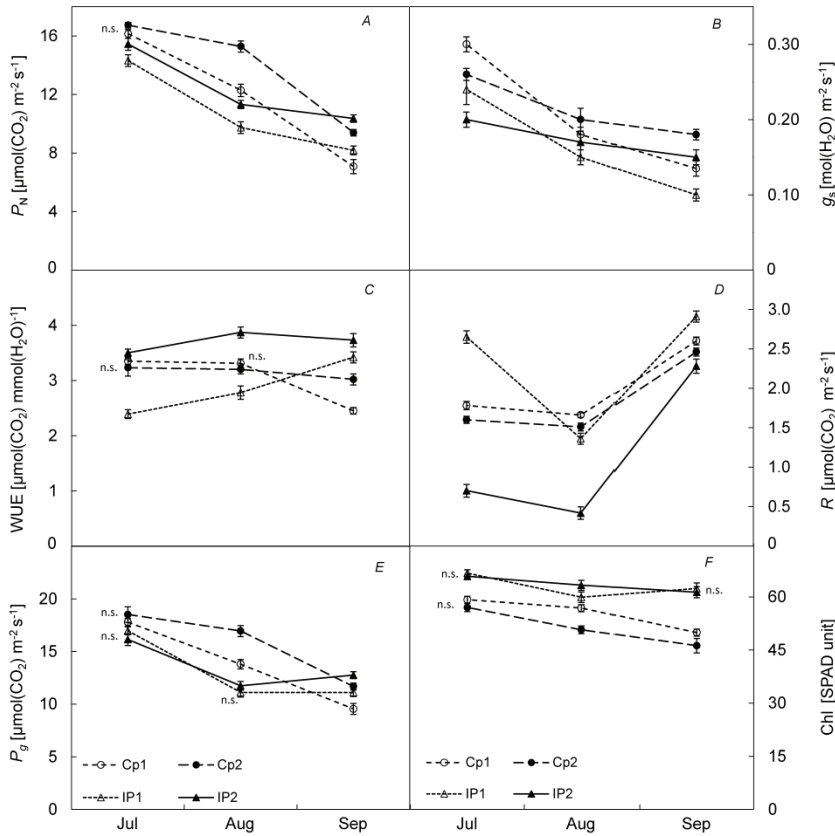 A
n.s.
16
12
8
4
0
P_N [µmol(CO₂) m⁻² s⁻¹]
B
0.30
0.20
0.10
0
g_s [mol(H₂O) m⁻² s⁻¹]
C
n.s.
n.s.
4
3
2
1
0
WUE [µmol(CO₂) mmol(H₂O)⁻¹]
D
3.0
2.5
2.0
1.5
1.0
0.5
0
R [µmol(CO₂) m⁻² s⁻¹]
E
n.s.
n.s.
n.s.
20
15
10
5
0
P_g [µmol(CO₂) m⁻² s⁻¹]
Cp1 Cp2
IP1 IP2
Jul Aug Sep
F
n.s.
n.s.
n.s.
60
45
30
15
0
Chl [SPAD unit]
Cp1 Cp2
IP1 IP2
Jul Aug Sep